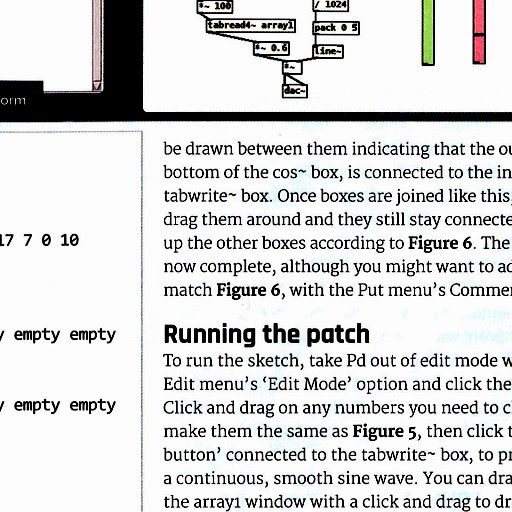 *~ 100
/ 1024
tabread4~ array1
pack 0 5
*~ 0.6
line~
*~
dac~
orm
17 7 0 10
y empty empty
y empty empty
be drawn between them indicating that the ou
bottom of the cos~ box, is connected to the in
tabwrite~ box. Once boxes are joined like this,
drag them around and they still stay connecte
up the other boxes according to Figure 6. The
now complete, although you might want to ad
match Figure 6, with the Put menu's Commen
Running the patch
To run the sketch, take Pd out of edit mode w
Edit menu's 'Edit Mode' option and click the
Click and drag on any numbers you need to c
make them the same as Figure 5, then click t
button' connected to the tabwrite~ box, to pr
a continuous, smooth sine wave. You can dra
the array1 window with a click and drag to dr